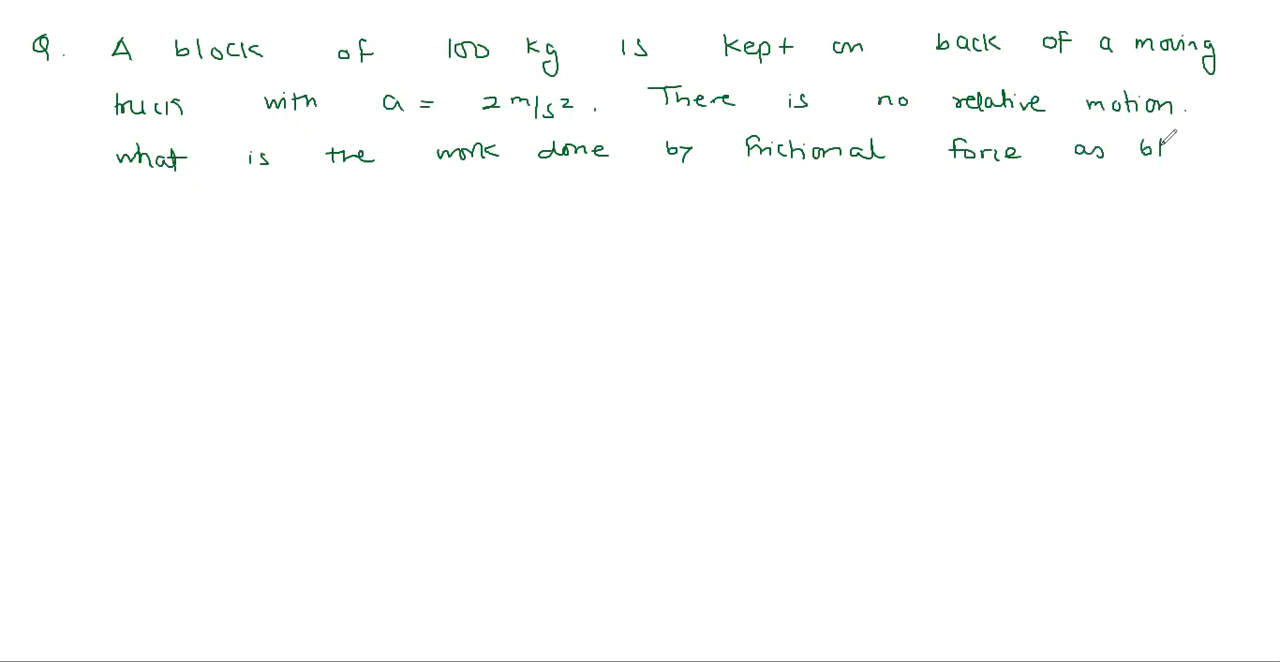 Q. A block of 100 kg is kept on back of a moving
truck with a = 2 m/s2. There is no relative motion.
what is the work done by frictional force as bl